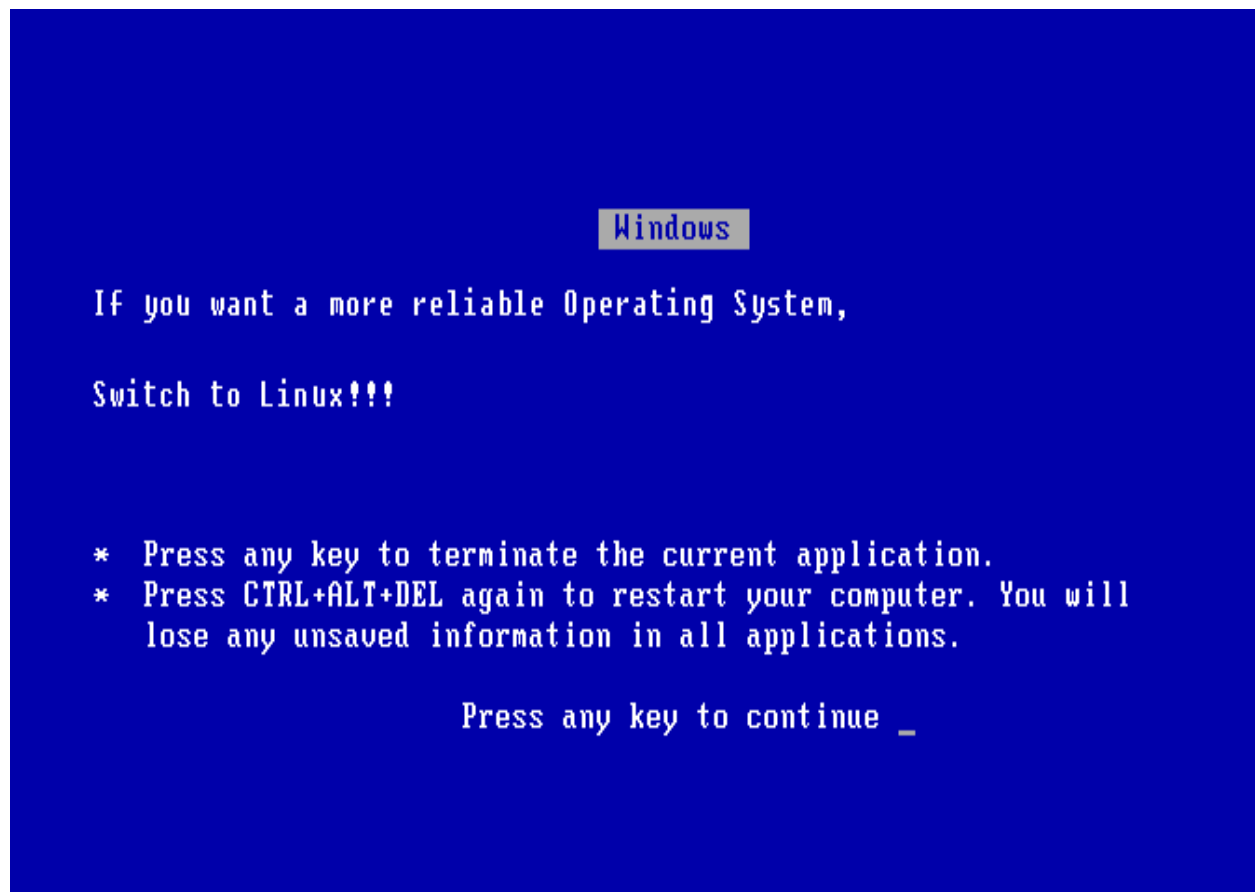 Windows
If you want a more reliable Operating System,
Switch to Linux!!!
* Press any key to terminate the current application.
* Press CTRL+ALT+DEL again to restart your computer. You will
lose any unsaved information in all applications.
Press any key to continue _